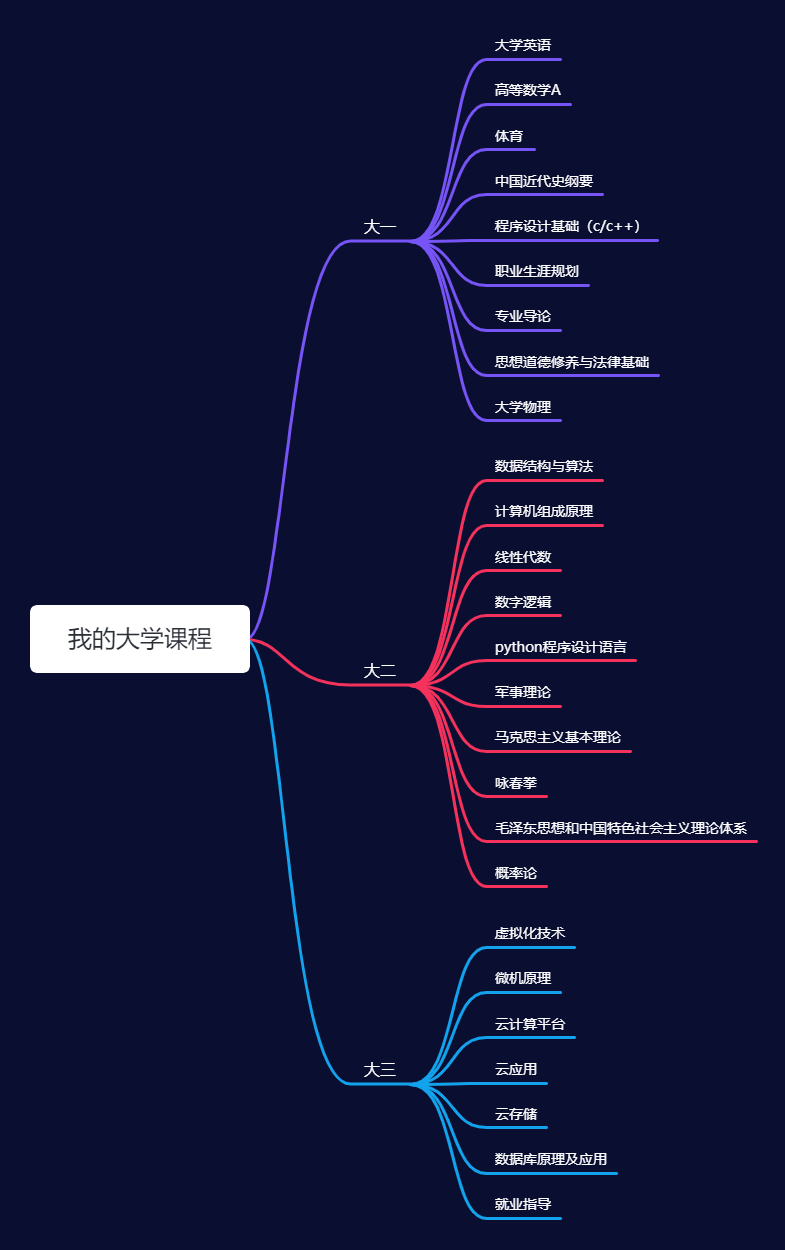 我的大学课程
大一
大学英语
高等数学A
体育
中国近代史纲要
程序设计基础（c/c++）
职业生涯规划
专业导论
思想道德修养与法律基础
大学物理
大二
数据结构与算法
计算机组成原理
线性代数
数字逻辑
python程序设计语言
军事理论
马克思主义基本理论
咏春拳
毛泽东思想和中国特色社会主义理论体系
概率论
大三
虚拟化技术
微机原理
云计算平台
云应用
云存储
数据库原理及应用
就业指导